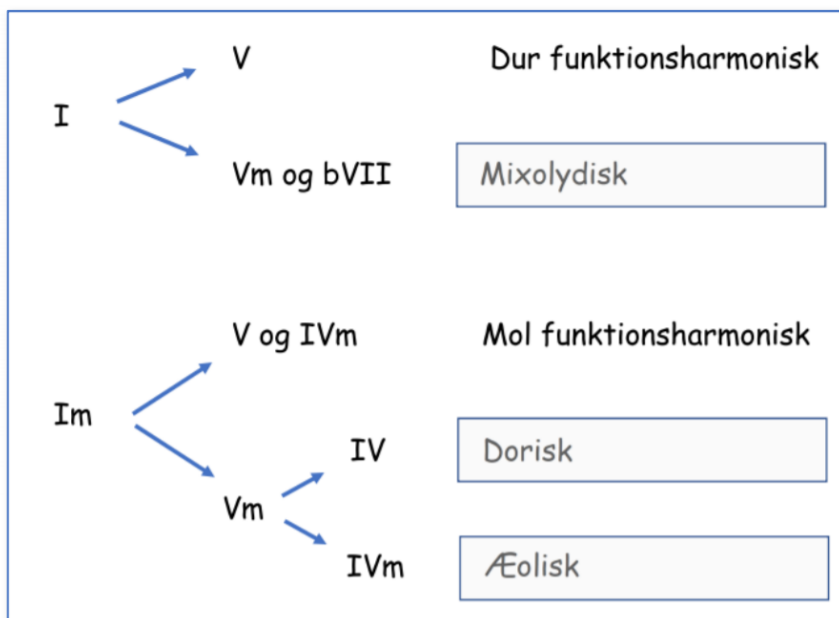 V Dur funktionsharmonisk
I
Vm og bVII Mixolydisk
V og IVm Mol funktionsharmonisk
Im
IV Dorisk
Vm
IVm Æolisk